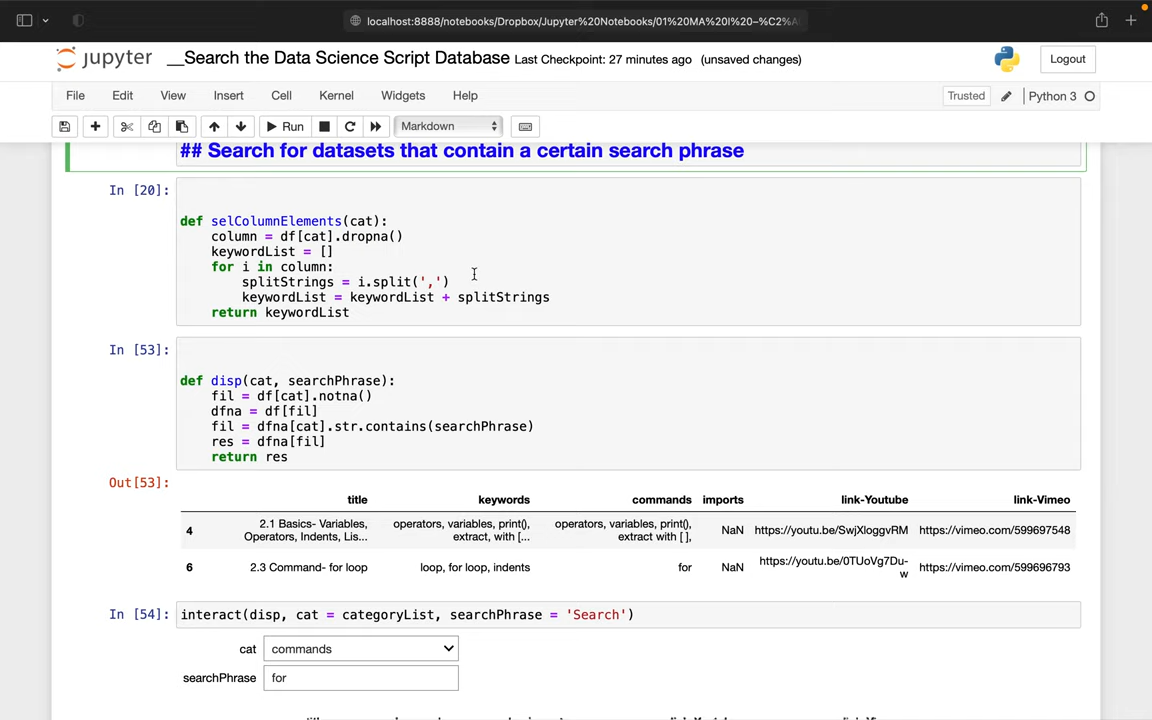 localhost:8888/notebooks/Dropbox/Jupyter%20Notebooks/01%20MA%20I%20–%C2%A
jupyter __Search the Data Science Script Database Last Checkpoint: 27 minutes ago (unsaved changes) Logout
File Edit View Insert Cell Kernel Widgets Help Trusted Python 3
Run Markdown
## Search for datasets that contain a certain search phrase
In [20]:
def selColumnElements(cat):
    column = df[cat].dropna()
    keywordList = []
    for i in column:
        splitStrings = i.split(',')
        keywordList = keywordList + splitStrings
    return keywordList
In [53]:
def disp(cat, searchPhrase):
    fil = df[cat].notna()
    dfna = df[fil]
    fil = dfna[cat].str.contains(searchPhrase)
    res = dfna[fil]
    return res
Out[53]:
title keywords commands imports link-Youtube link-Vimeo
4 2.1 Basics- Variables, Operators, Indents, Lis... operators, variables, print(), extract, with [... operators, variables, print(), extract with [ ], NaN https://youtu.be/SwjXloggvRM https://vimeo.com/599697548
6 2.3 Command- for loop loop, for loop, indents for NaN https://youtu.be/0TUoVg7Du-w https://vimeo.com/599696793
In [54]: interact(disp, cat = categoryList, searchPhrase = 'Search')
cat commands
searchPhrase for